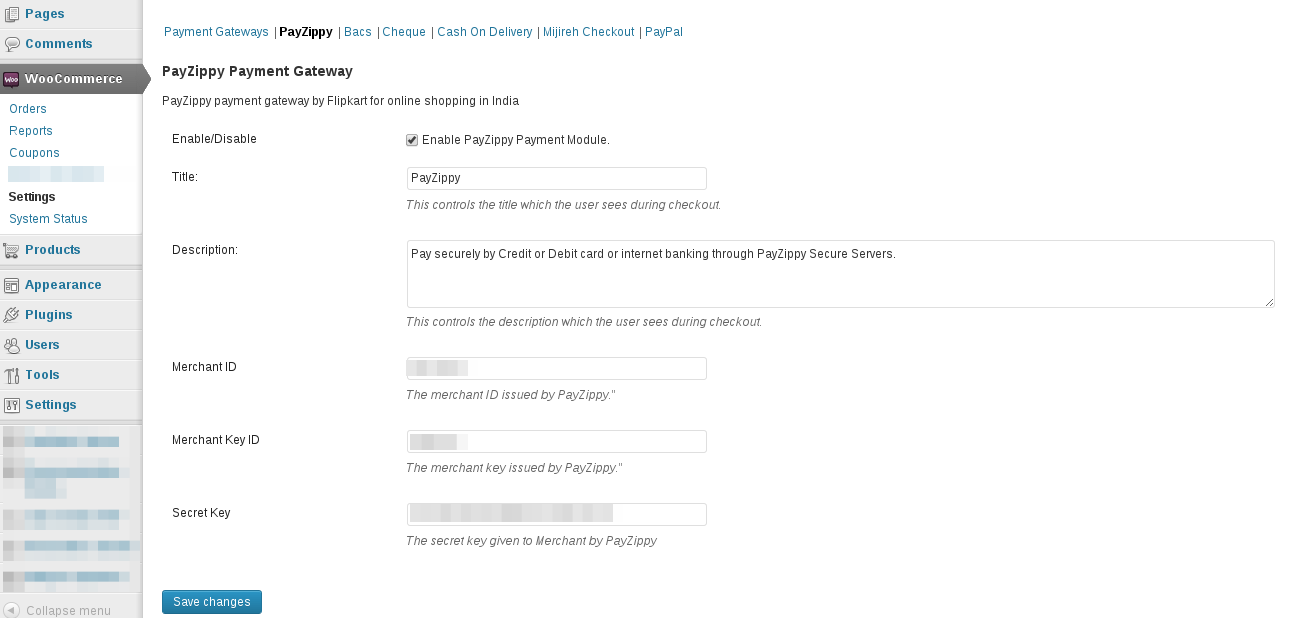 Pages
Comments
Woo WooCommerce
Orders
Reports
Coupons
Settings
System Status
Products
Appearance
Plugins
Users
Tools
Settings
Collapse menu
Payment Gateways | PayZippy | Bacs | Cheque | Cash On Delivery | Mijireh Checkout | PayPal
PayZippy Payment Gateway
PayZippy payment gateway by Flipkart for online shopping in India
Enable/Disable Enable PayZippy Payment Module.
Title: PayZippy
This controls the title which the user sees during checkout.
Description: Pay securely by Credit or Debit card or internet banking through PayZippy Secure Servers.
This controls the description which the user sees during checkout.
Merchant ID
The merchant ID issued by PayZippy."
Merchant Key ID
The merchant key issued by PayZippy."
Secret Key
The secret key given to Merchant by PayZippy
Save changes